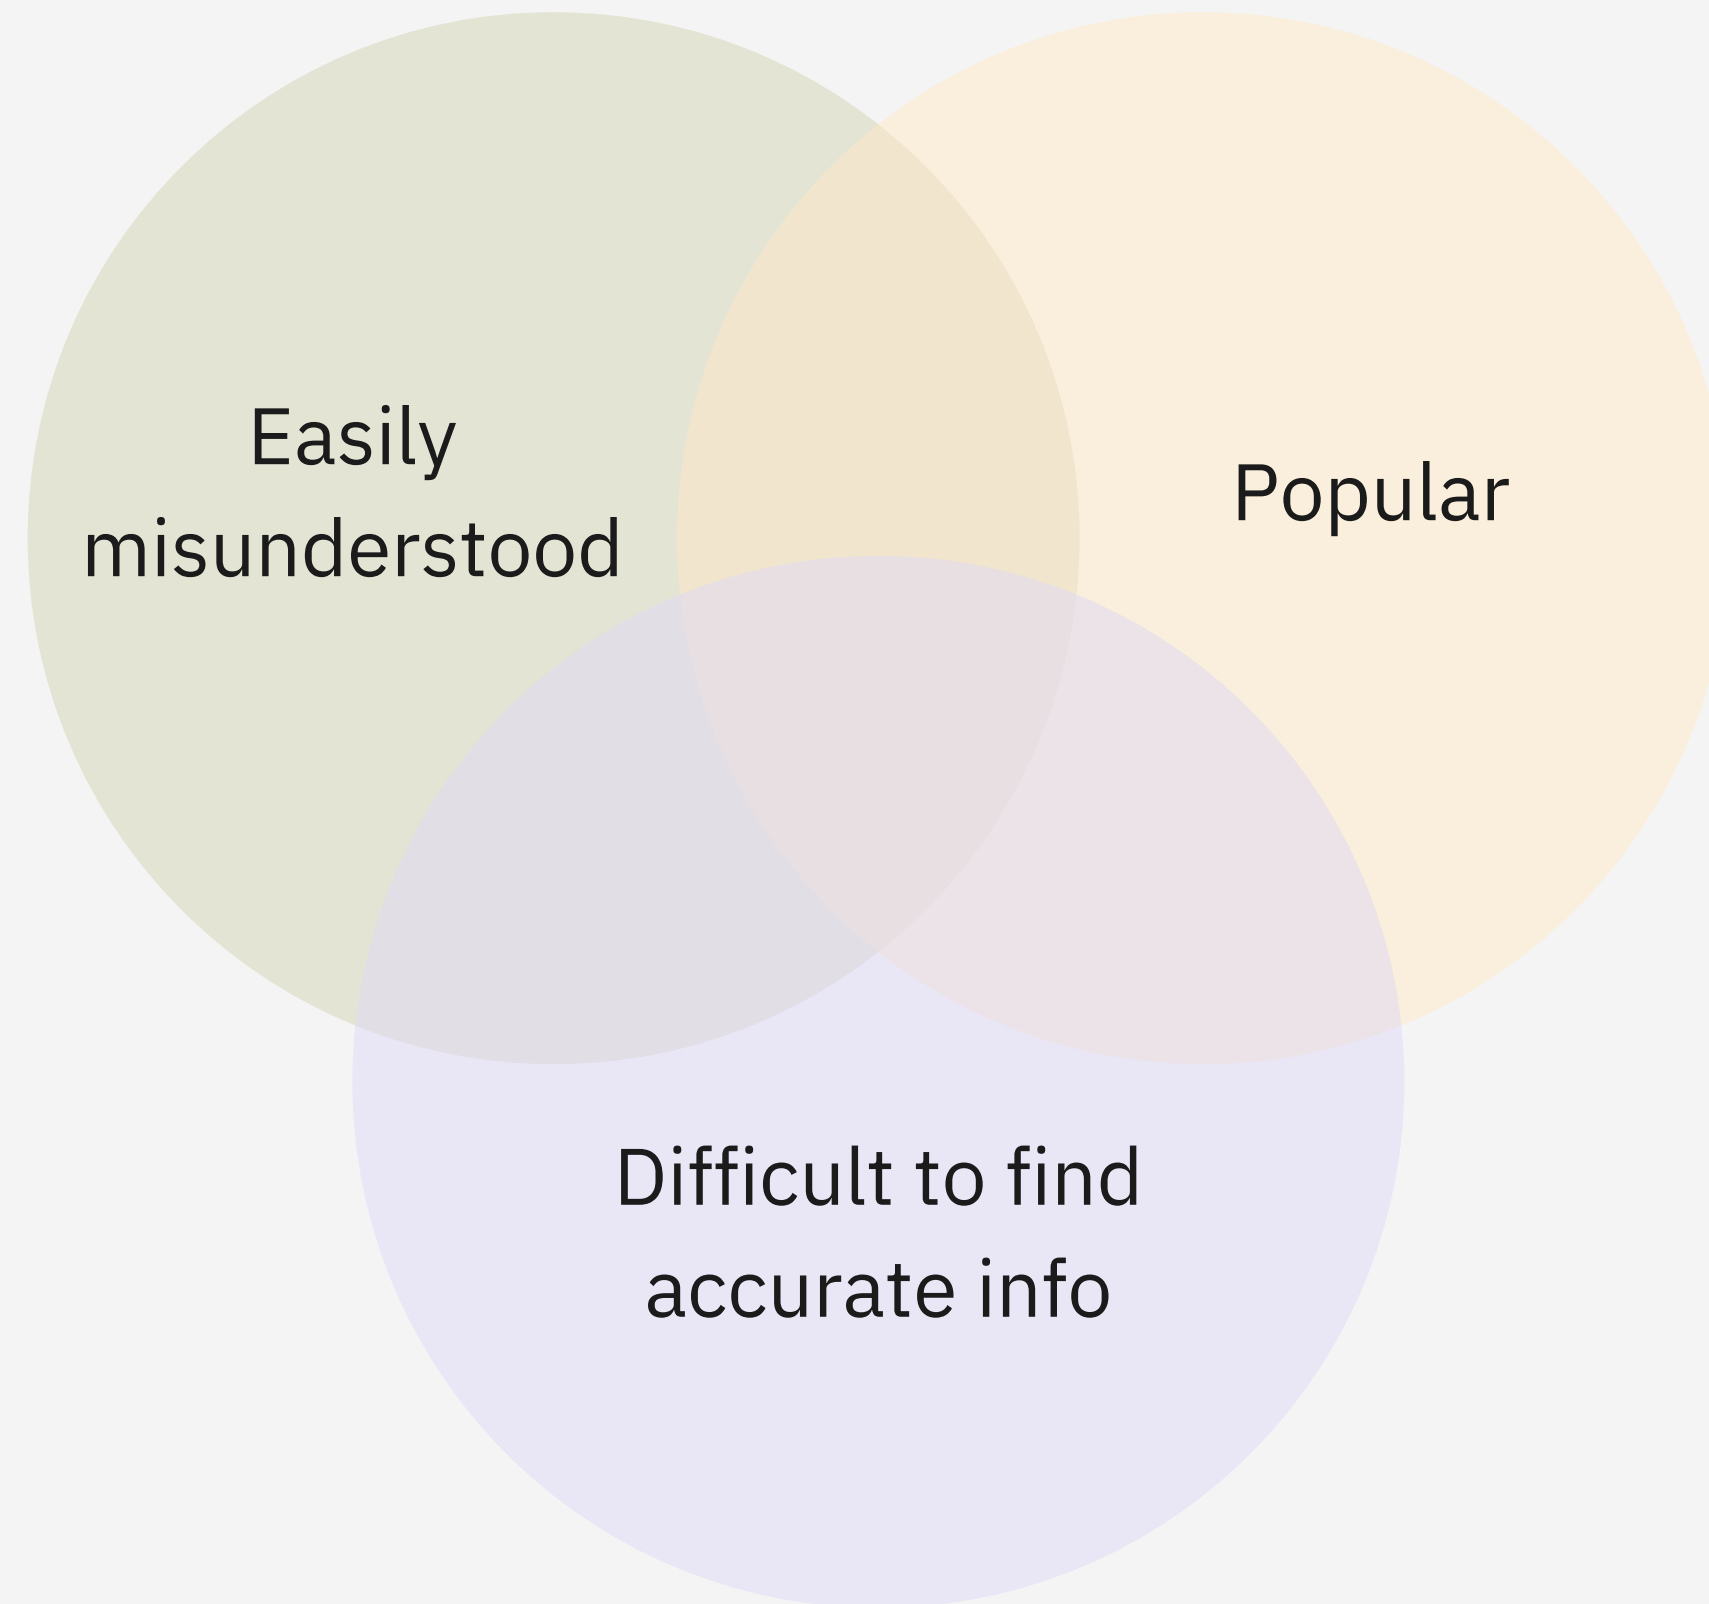 Easily
misunderstood
Popular
Difficult to find
accurate info